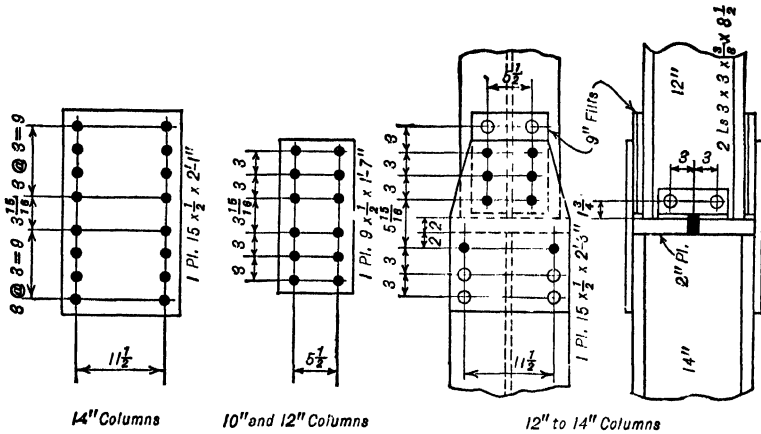 3 @ 3=9
3 15/16
3 @ 3=9
11 1/2
1 Pl. 15 x 1/2 x 2'-1"
14" Columns
3
3
3 15/16
3
3
5 1/2
1 Pl. 9 x 1/2 x 1'-7"
10" and 12" Columns
5 1/2
3
3
3
5 15/16
2
2
3
3
11 1/2
1 Pl. 15 x 1/2 x 2'-3"
9" Fills
12" to 14" Columns
12"
2 Ls 3 x 3 x 3/8 x 8 1/2
3
3
1 3/4
2" Pl.
14"